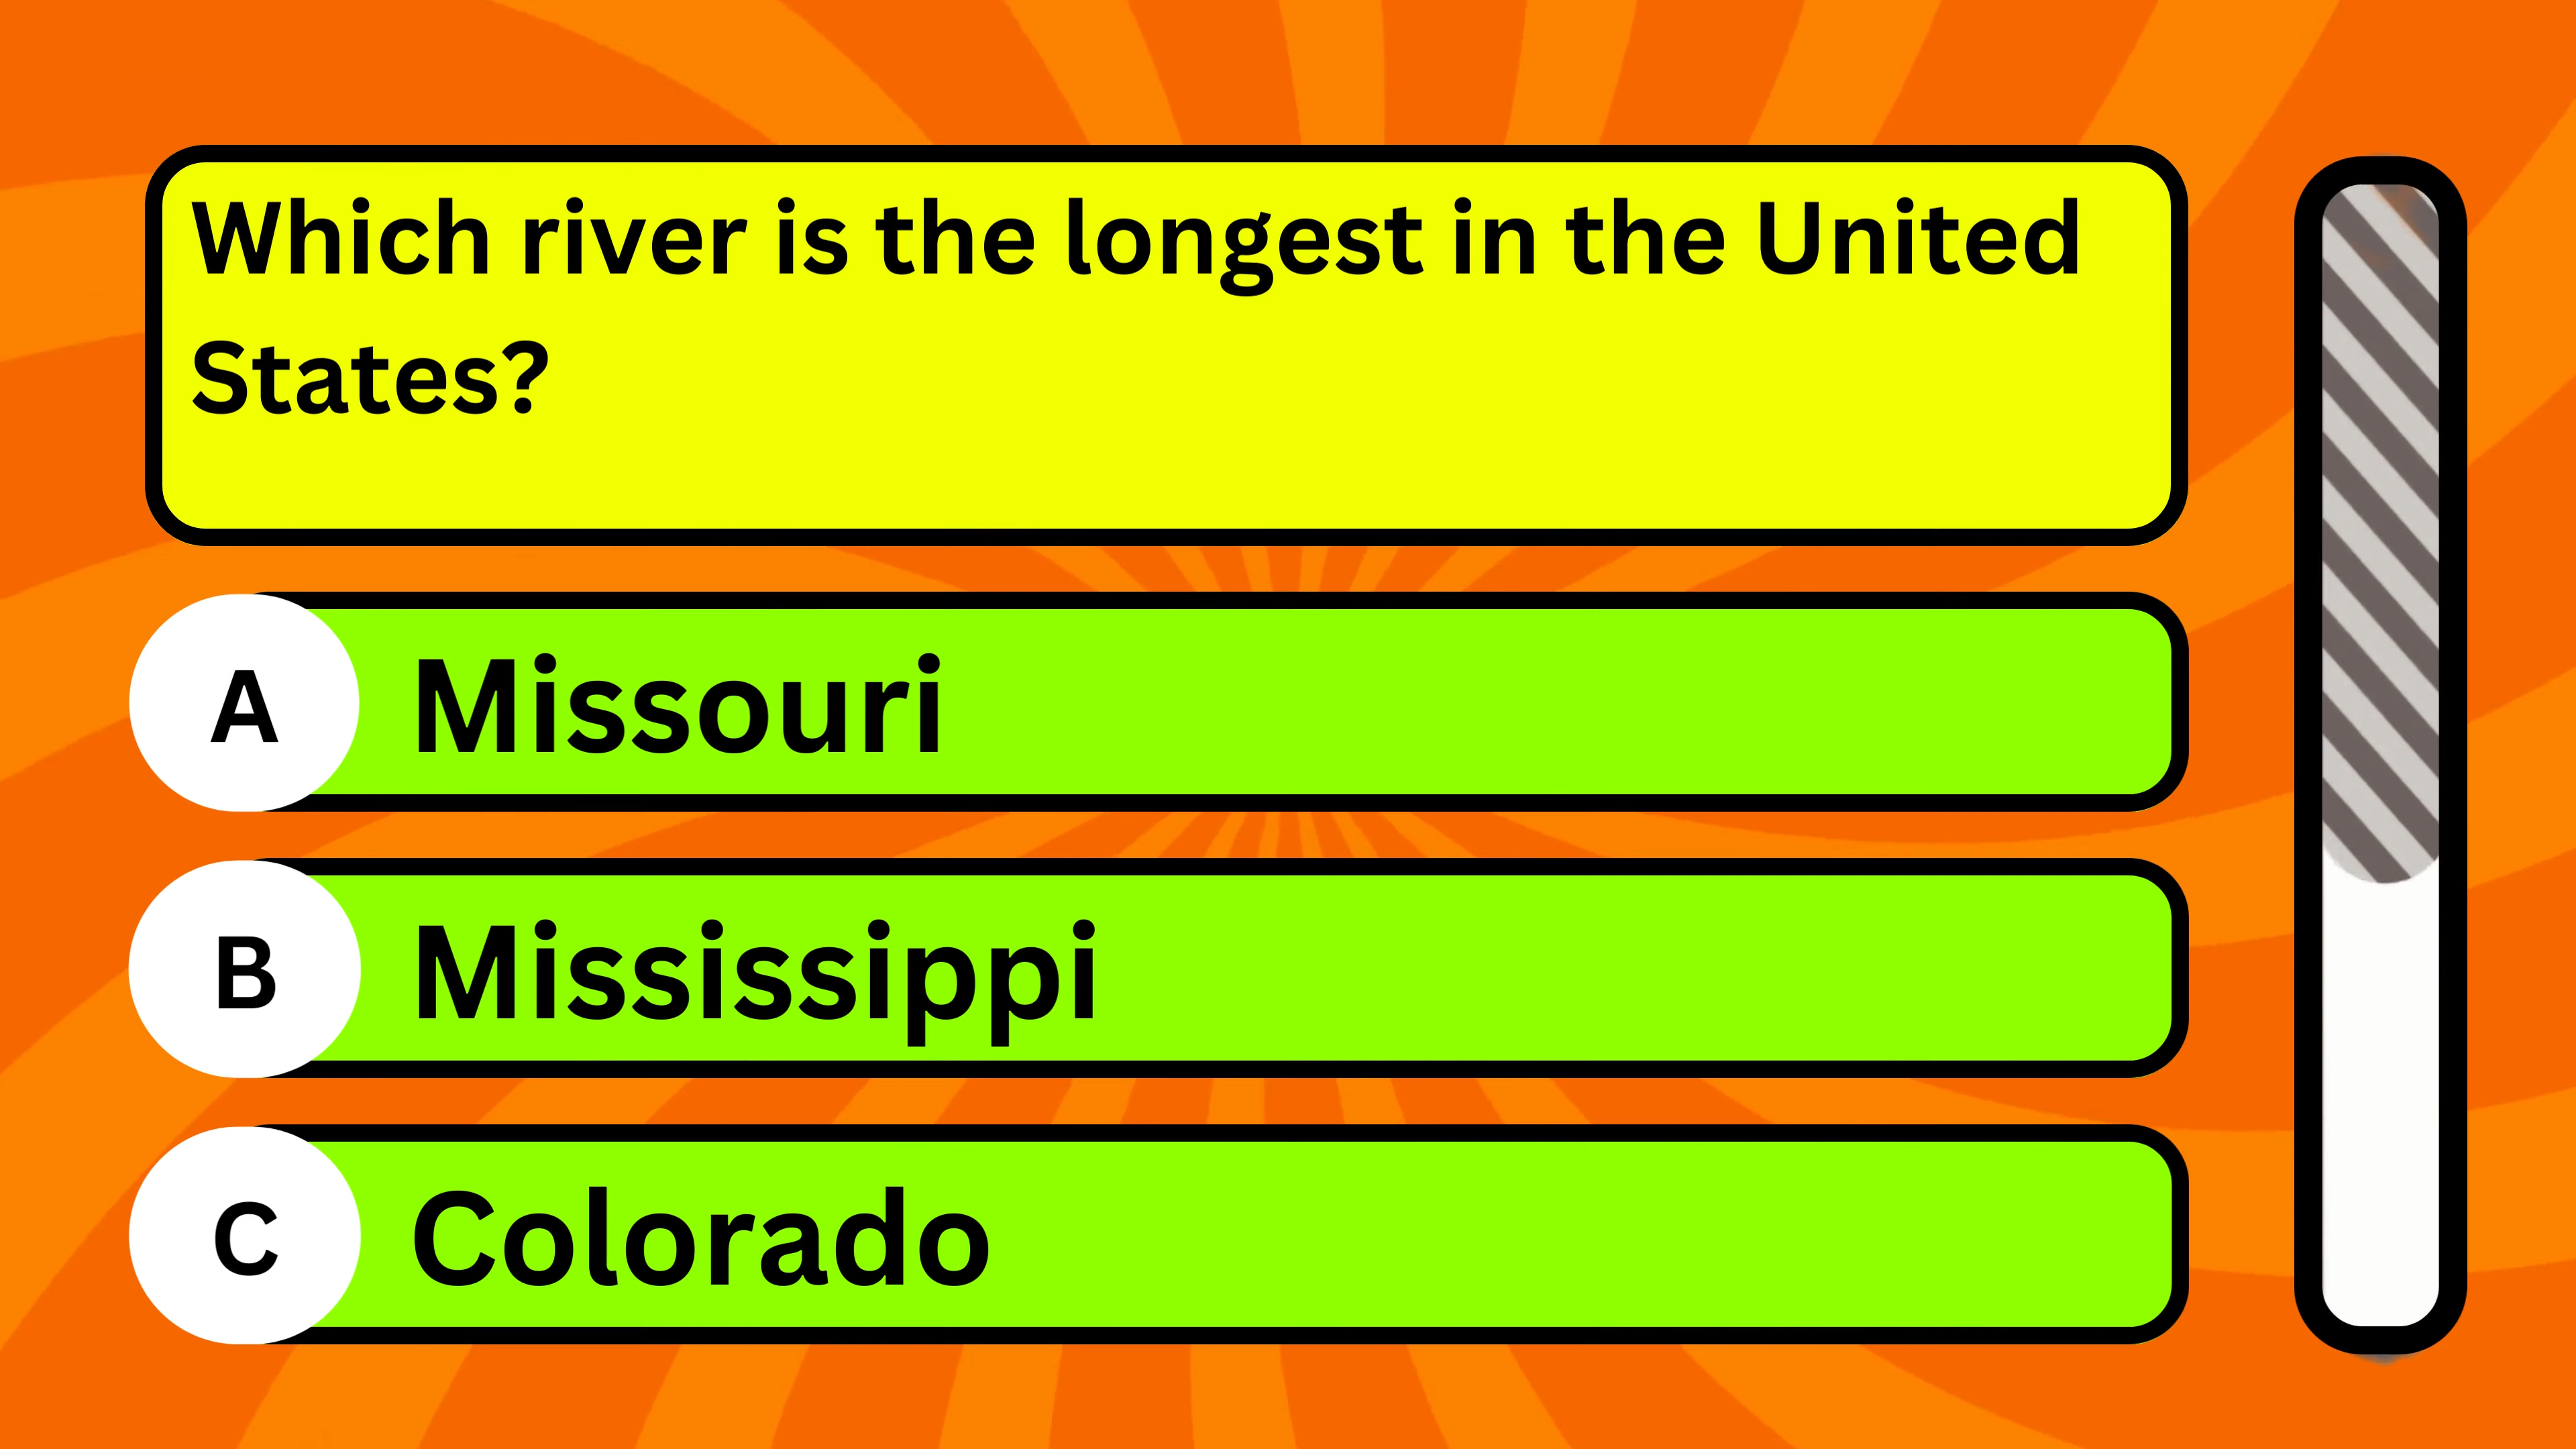 Which river is the longest in the United
States?
A Missouri
B Mississippi
C Colorado